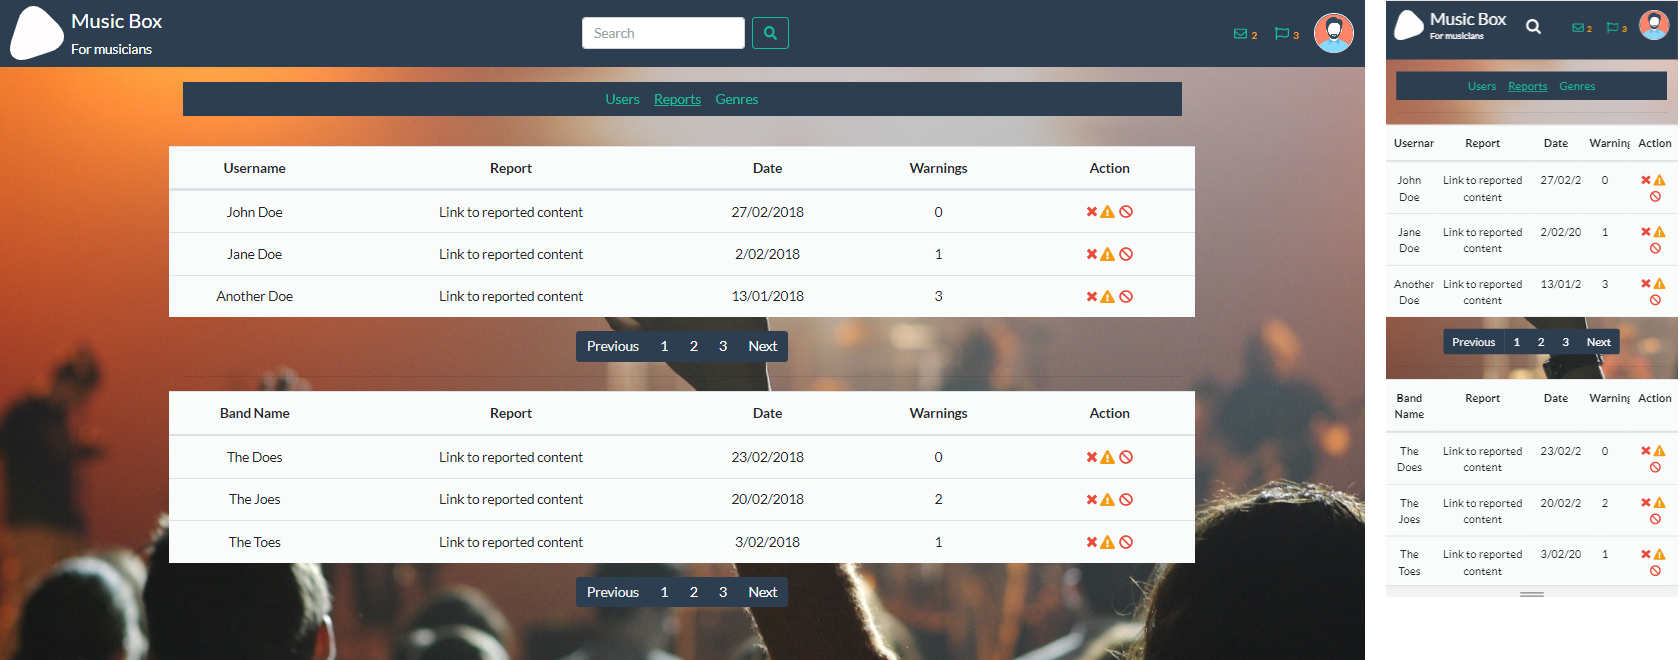 Music Box
For musicians
Search
2
3
Users Reports Genres
Username Report Date Warnings Action
John Doe Link to reported content 27/02/2018 0
Jane Doe Link to reported content 2/02/2018 1
Another Doe Link to reported content 13/01/2018 3
Previous 1 2 3 Next
Band Name Report Date Warnings Action
The Does Link to reported content 23/02/2018 0
The Joes Link to reported content 20/02/2018 2
The Toes Link to reported content 3/02/2018 1
Previous 1 2 3 Next
Music Box
For musicians
2
3
Users Reports Genres
Usernar Report Date Warning Action
John Link to reported 27/02/2 0
Doe content
Jane Link to reported 2/02/20 1
Doe content
Another Link to reported 13/01/2 3
Doe content
Previous 1 2 3 Next
Band Report Date Warning Action
Name
The Link to reported 23/02/2 0
Does content
The Link to reported 20/02/2 2
Joes content
The Link to reported 3/02/20 1
Toes content